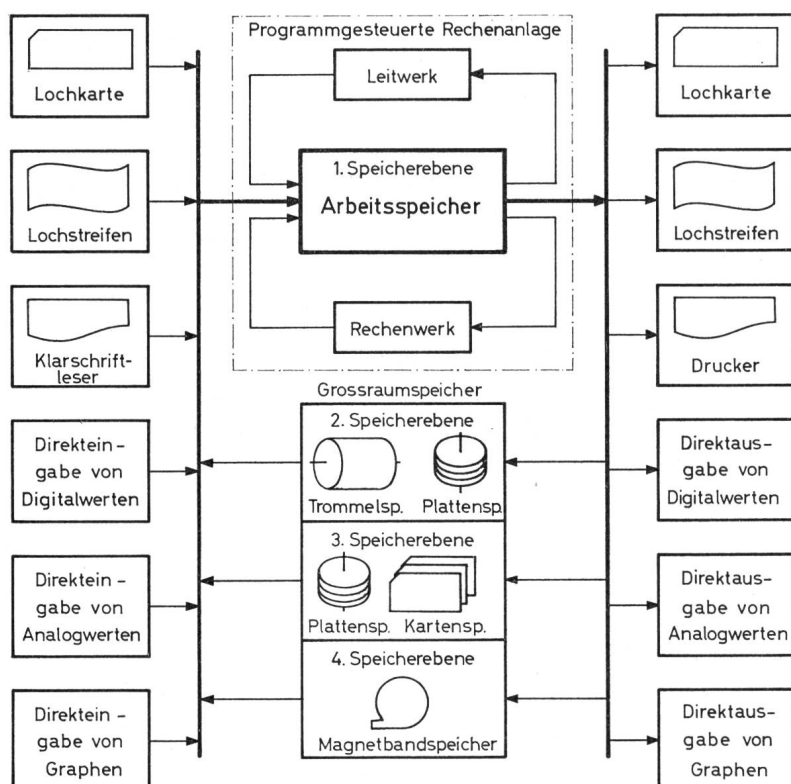 Lochkarte
Lochstreifen
Klarschrift-
leser
Direktein-
gabe von
Digitalwerten
Direktein-
gabe von
Analogwerten
Direktein-
gabe von
Graphen
Programmgesteuerte Rechenanlage
Leitwerk
1. Speicherebene
Arbeitsspeicher
Rechenwerk
Grossraumspeicher
2. Speicherebene
Trommelsp. Plattensp.
3. Speicherebene
Plattensp. Kartensp.
4. Speicherebene
Magnetbandspeicher
Lochkarte
Lochstreifen
Drucker
Direktaus-
gabe von
Digitalwerten
Direktaus-
gabe von
Analogwerten
Direktaus-
gabe von
Graphen